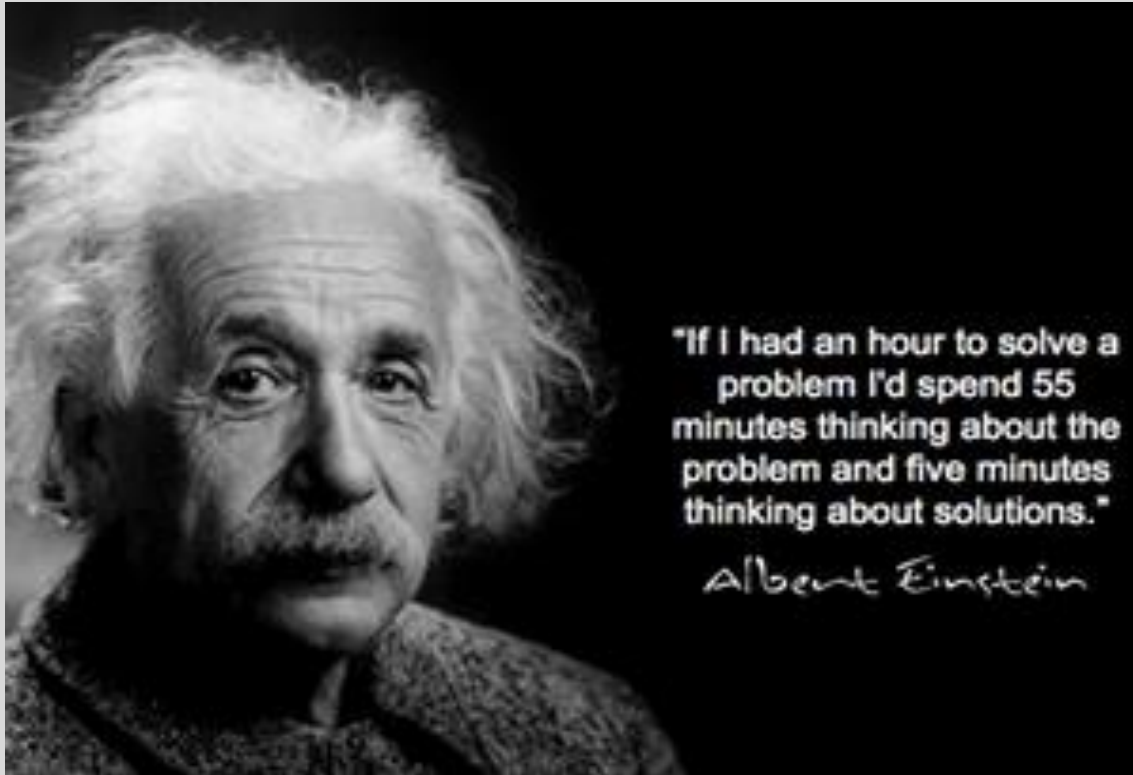 "If I had an hour to solve a
problem I'd spend 55
minutes thinking about the
problem and five minutes
thinking about solutions."
Albert Einstein